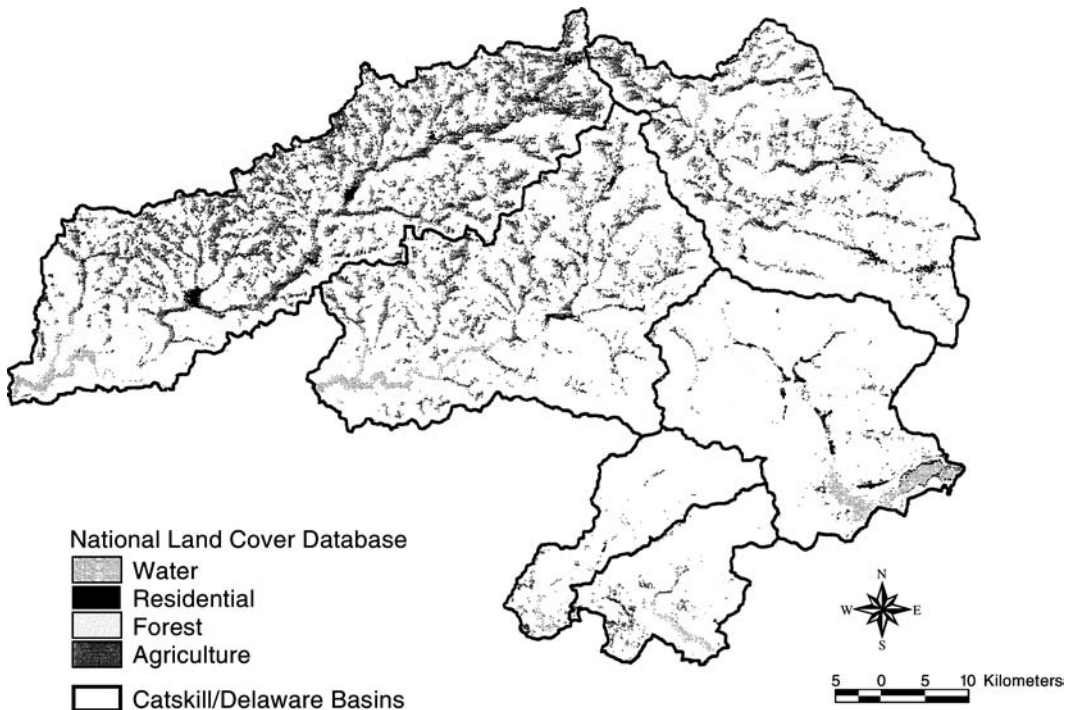 National Land Cover Database
Water
Residential
Forest
Agriculture
Catskill/Delaware Basins
N
W E
S
5 0 5 10 Kilometers